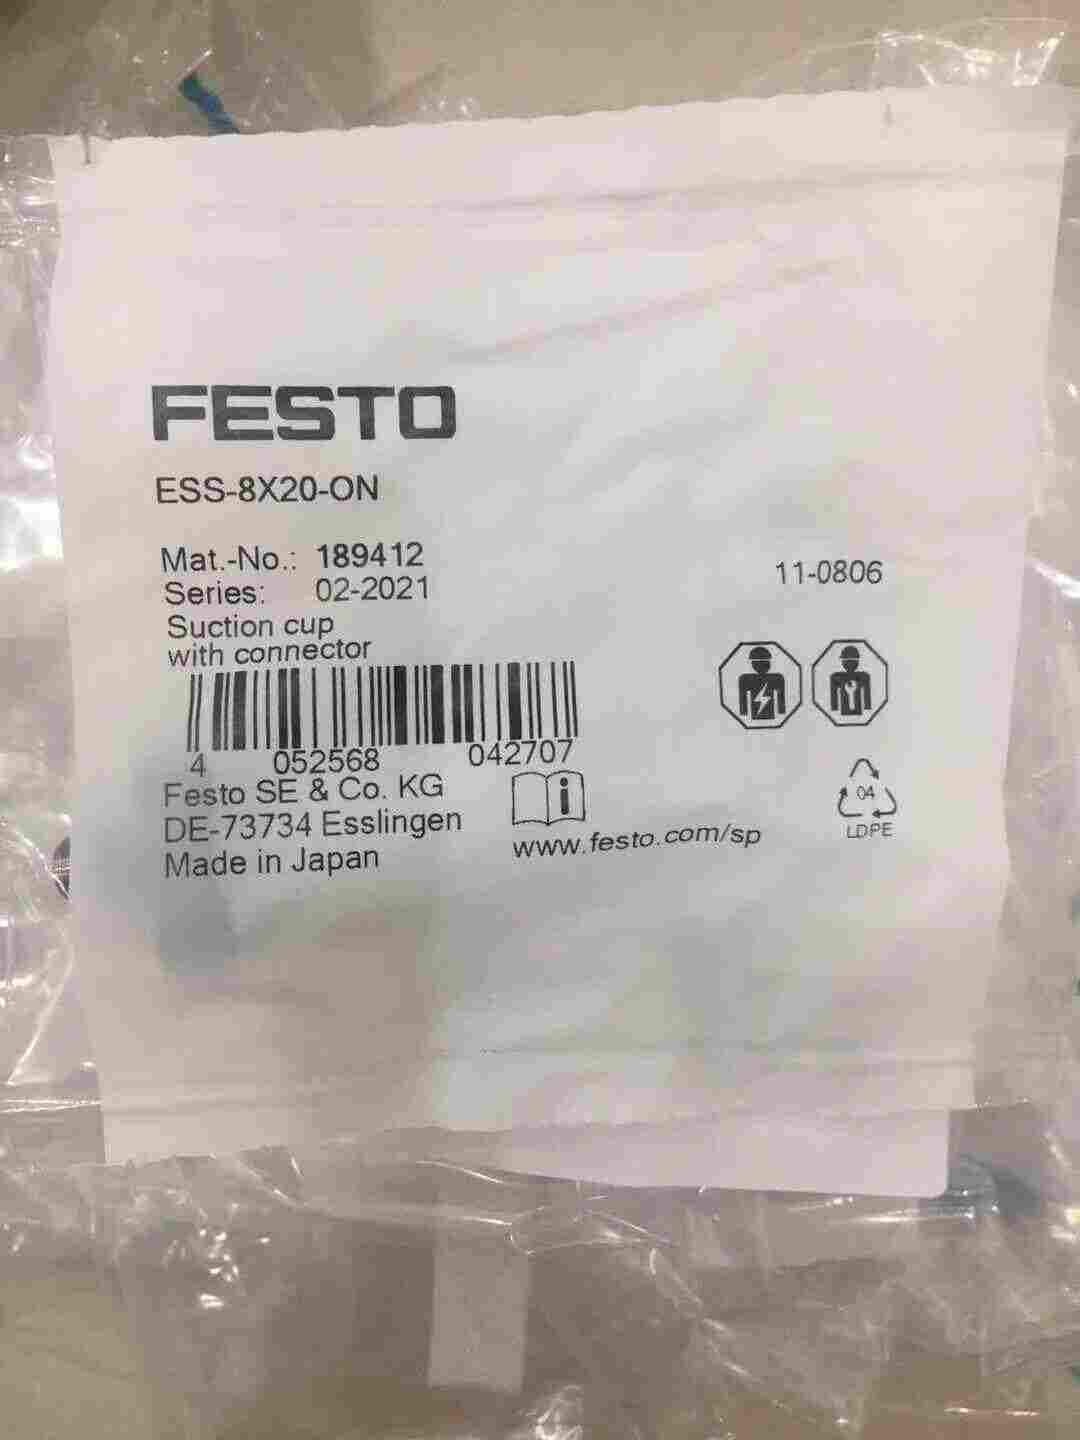 FESTO
ESS-8X20-ON
Mat.-No.: 189412
Series: 02-2021
11-0806
Suction cup
with connector
4 052568 042707
Festo SE & Co. KG
DE-73734 Esslingen
Made in Japan
i
www.festo.com/sp
04
LDPE